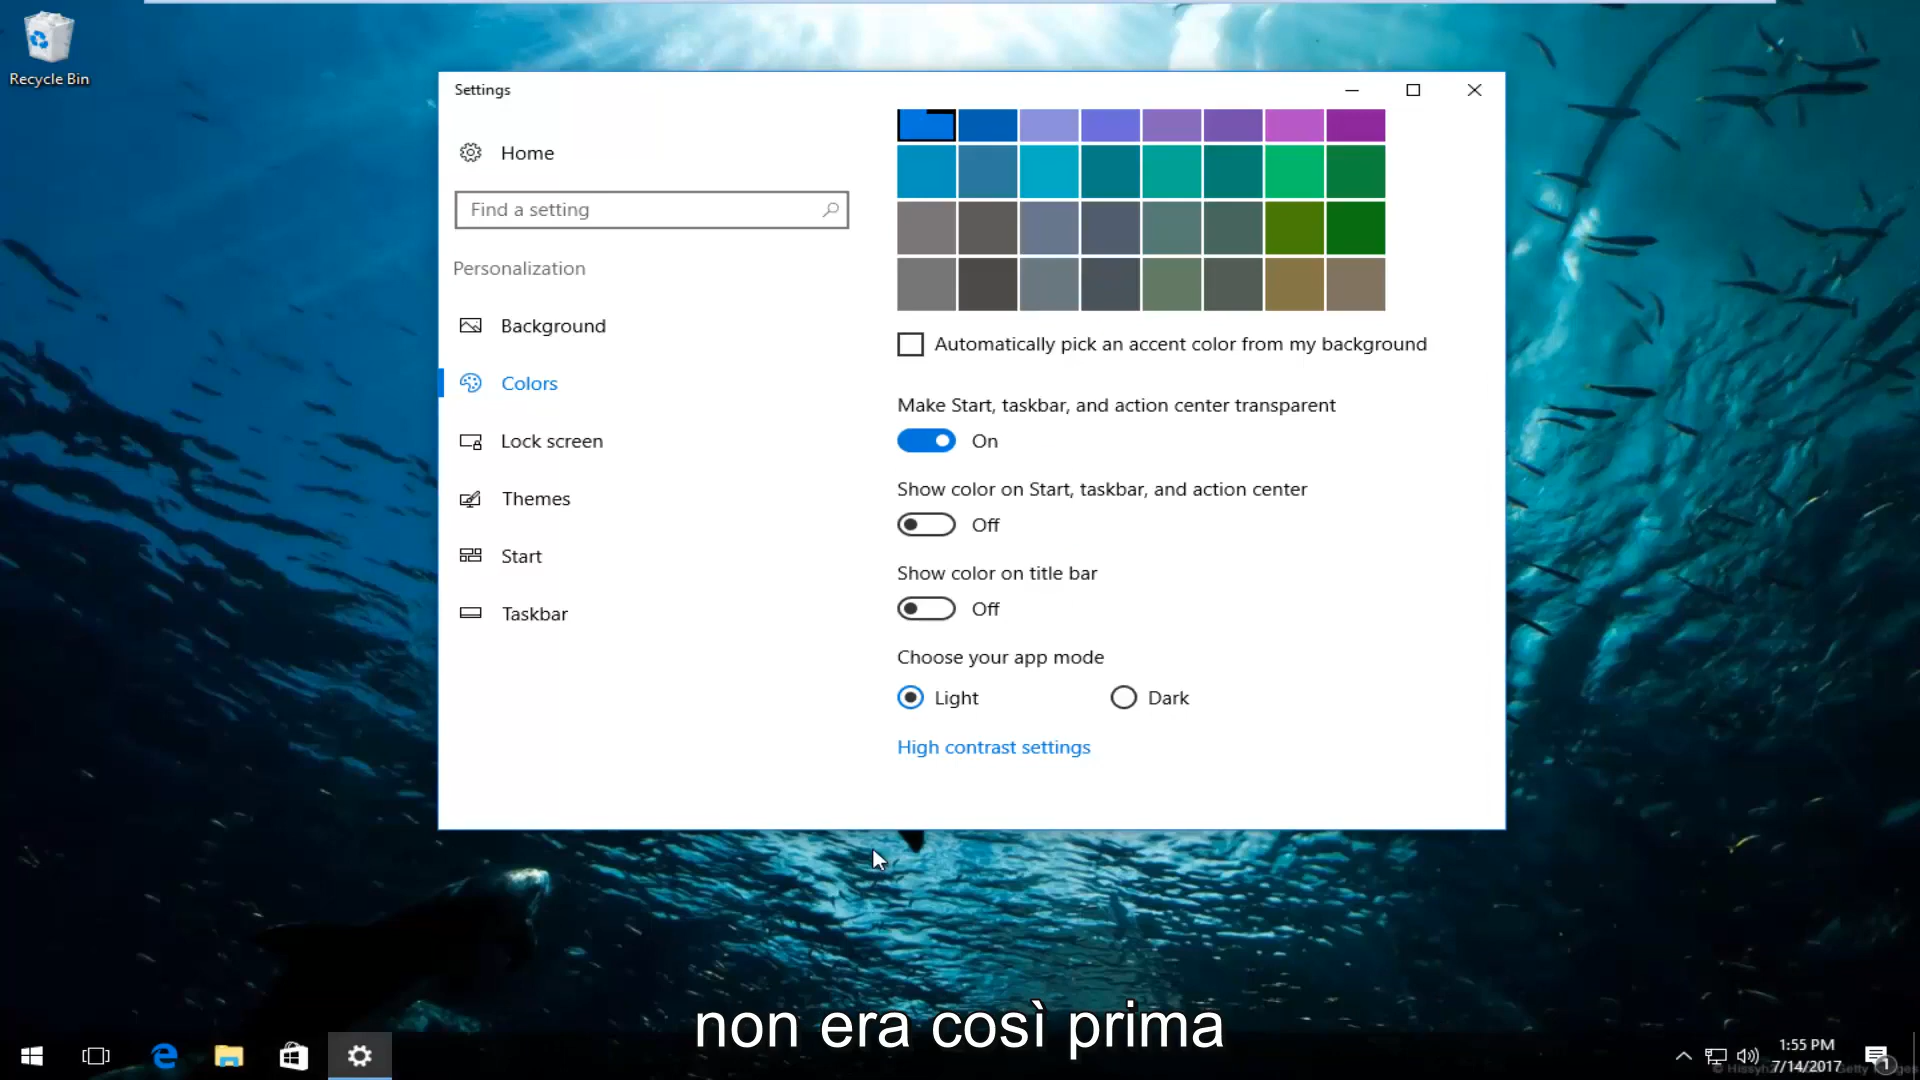 Recycle Bin
Settings
Home
Find a setting
Personalization
Background
Colors
Lock screen
Themes
Start
Taskbar
Automatically pick an accent color from my background
Make Start, taskbar, and action center transparent
On
Show color on Start, taskbar, and action center
Off
Show color on title bar
Off
Choose your app mode
Light
Dark
High contrast settings
non era così prima
1:55 PM
7/14/2017
1